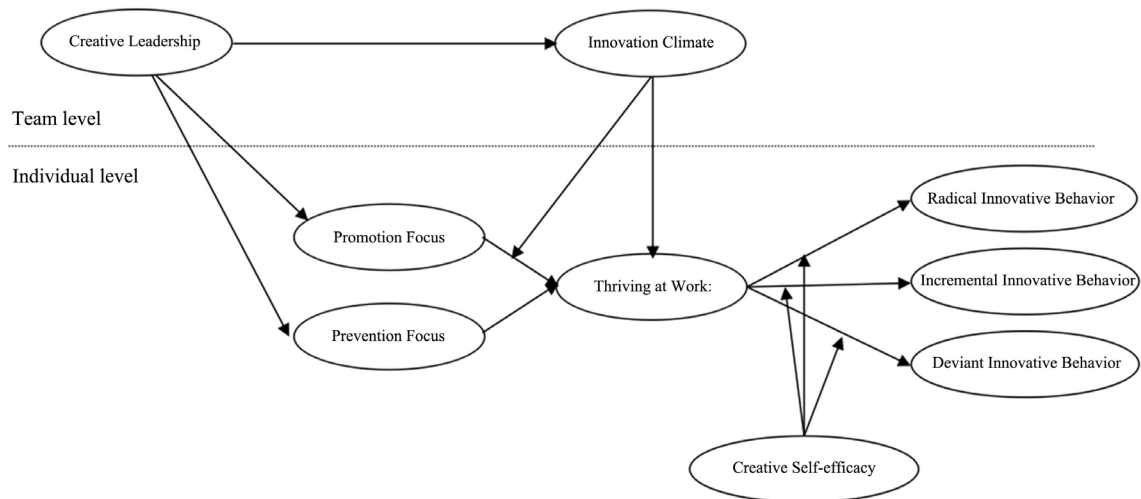 Creative Leadership
Innovation Climate
Team level
Individual level
Radical Innovative Behavior
Promotion Focus
Thriving at Work:
Incremental Innovative Behavior
Prevention Focus
Deviant Innovative Behavior
Creative Self-efficacy